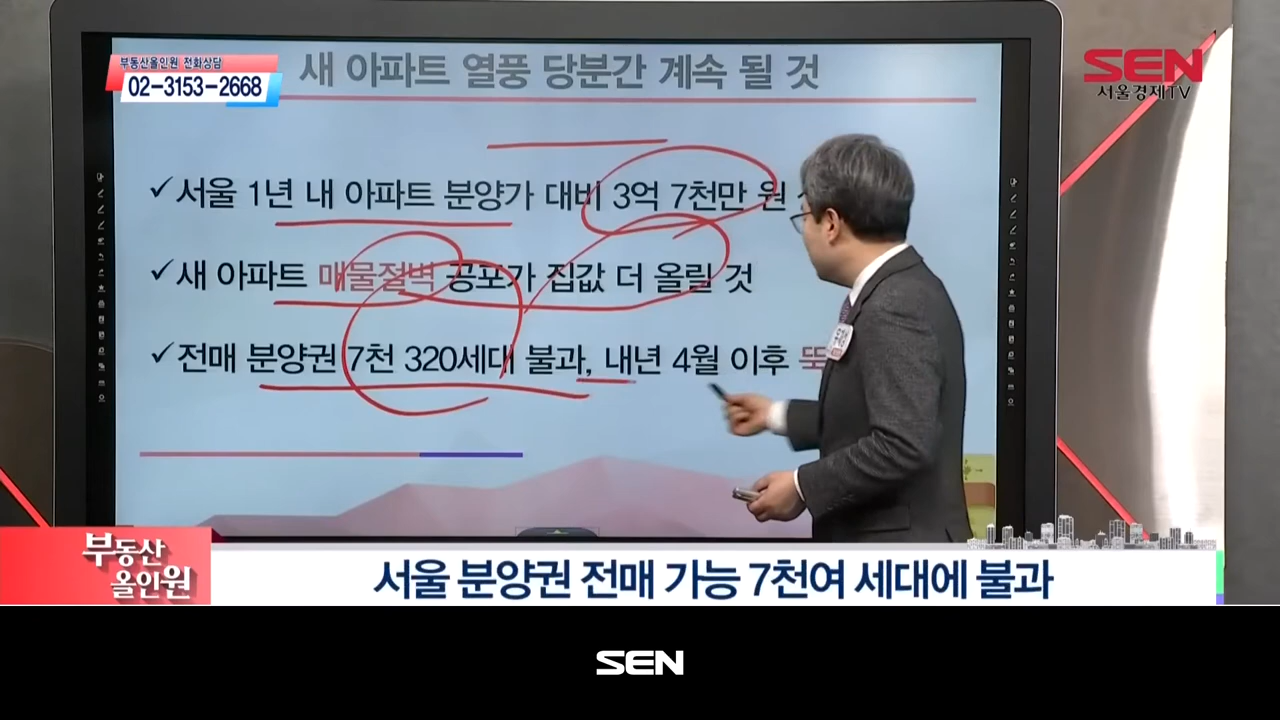 부동산올인원 전화상담
02-3153-2668
새 아파트 열풍 당분간 계속 될 것
SEN
서울경제TV
✓서울 1년 내 아파트 분양가 대비 3억 7천만 원
✓새 아파트 매물절벽 공포가 집값 더 올릴 것
✓전매 분양권 7천 320세대 불과, 내년 4월 이후 뚝
부동산
올인원
서울 분양권 전매 가능 7천여 세대에 불과
SEN